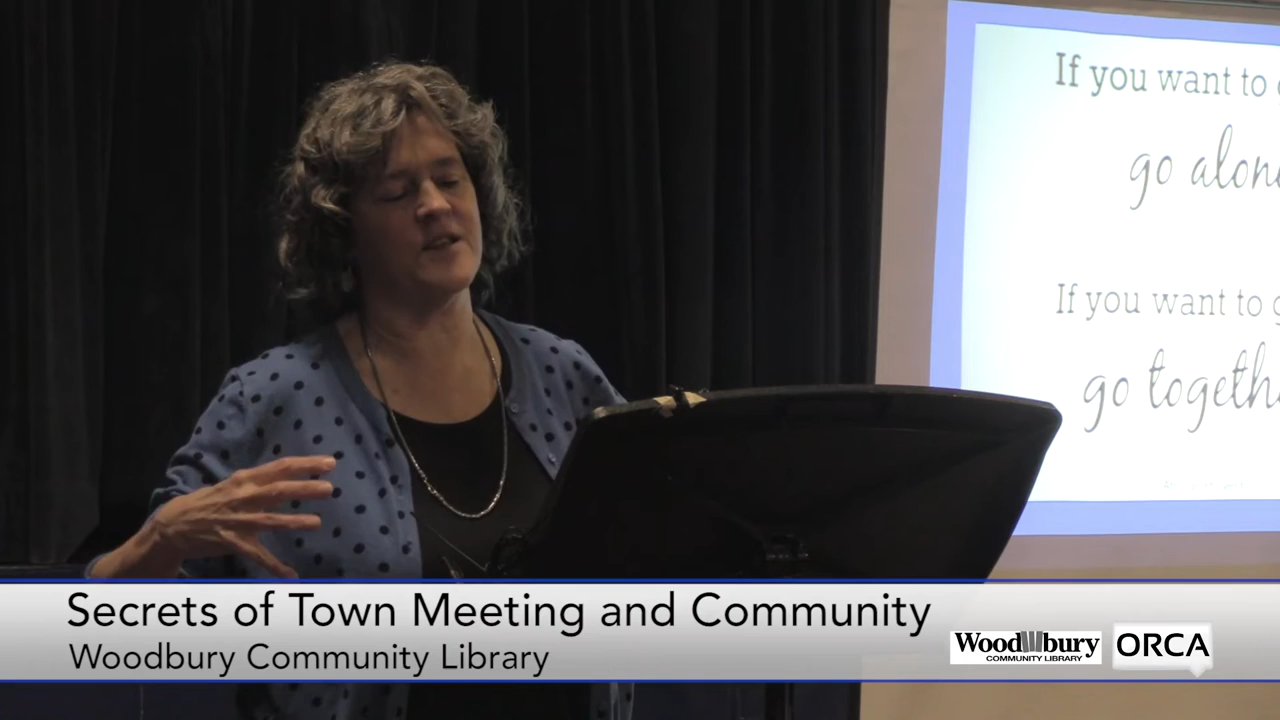 If you want to
go alon
If you want to g
go togeth
Secrets of Town Meeting and Community
Woodbury Community Library
Woodbury
COMMUNITY LIBRARY
ORCA